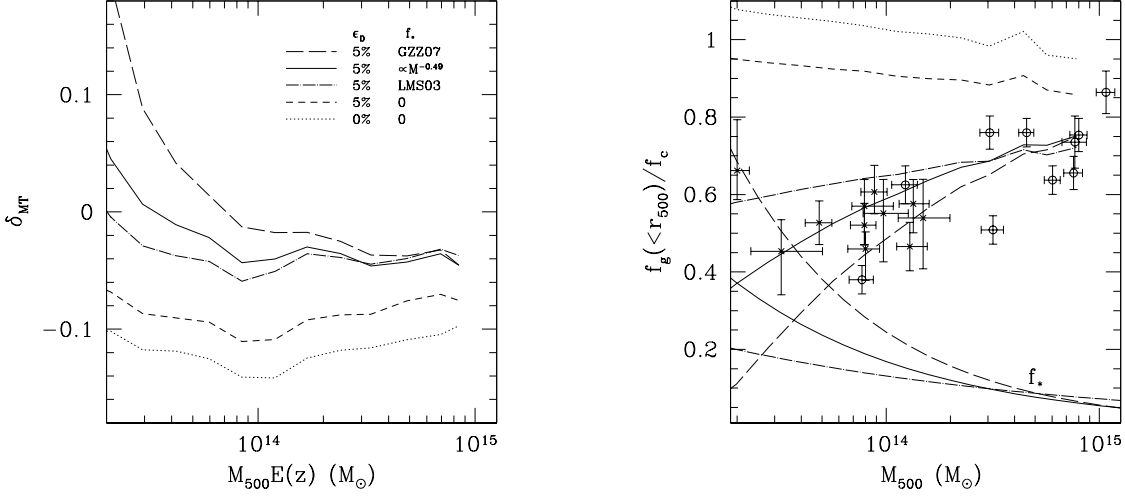 ϵ_D f_*
5% GZZ07
5% ∝M^−0.49
5% LMS03
5% 0
0% 0
0.1
0
−0.1
δ_MT
10^14 10^15
M_500E(z) (M_⊙)
1
0.8
0.6
0.4
0.2
f_g(<r_500)/f_c
f_*
10^14 10^15
M_500 (M_⊙)